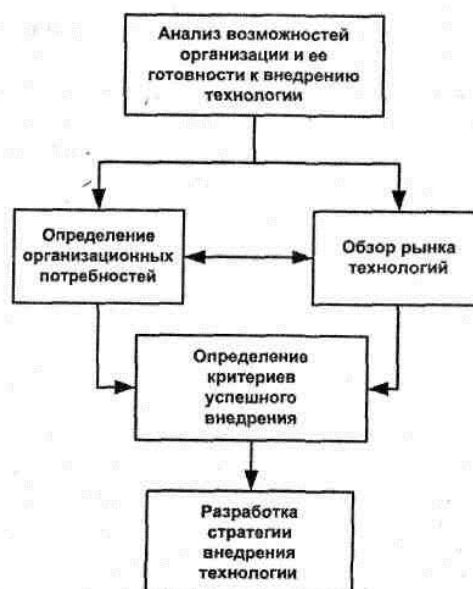 Анализ возможностей
организации и ее
готовности к внедрению
технологии
Определение
организационных
потребностей
Обзор рынка
технологий
Определение
критериев
успешного
внедрения
Разработка
стратегии
внедрения
технологии